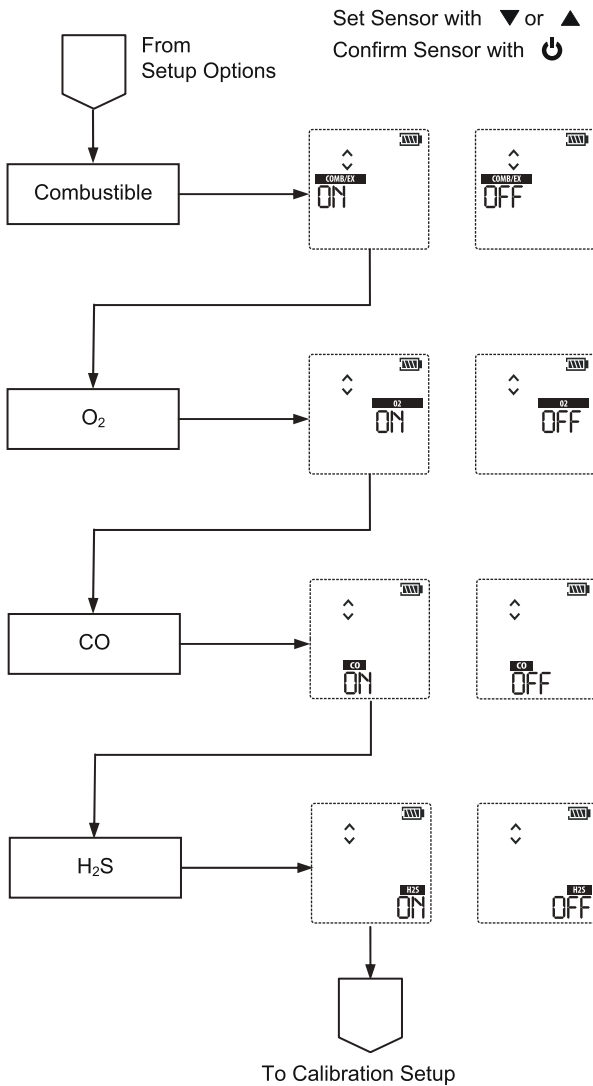 Set Sensor with ▼ or ▲
Confirm Sensor with ⏻
From
Setup Options
Combustible
COMB/EX
ON
COMB/EX
OFF
O₂
O2
ON
O2
OFF
CO
CO
ON
CO
OFF
H₂S
H2S
ON
H2S
OFF
To Calibration Setup